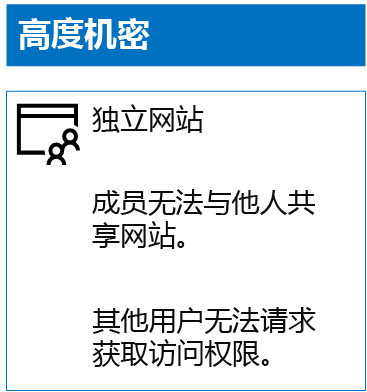 高度机密
独立网站
成员无法与他人共
享网站。
其他用户无法请求
获取访问权限。